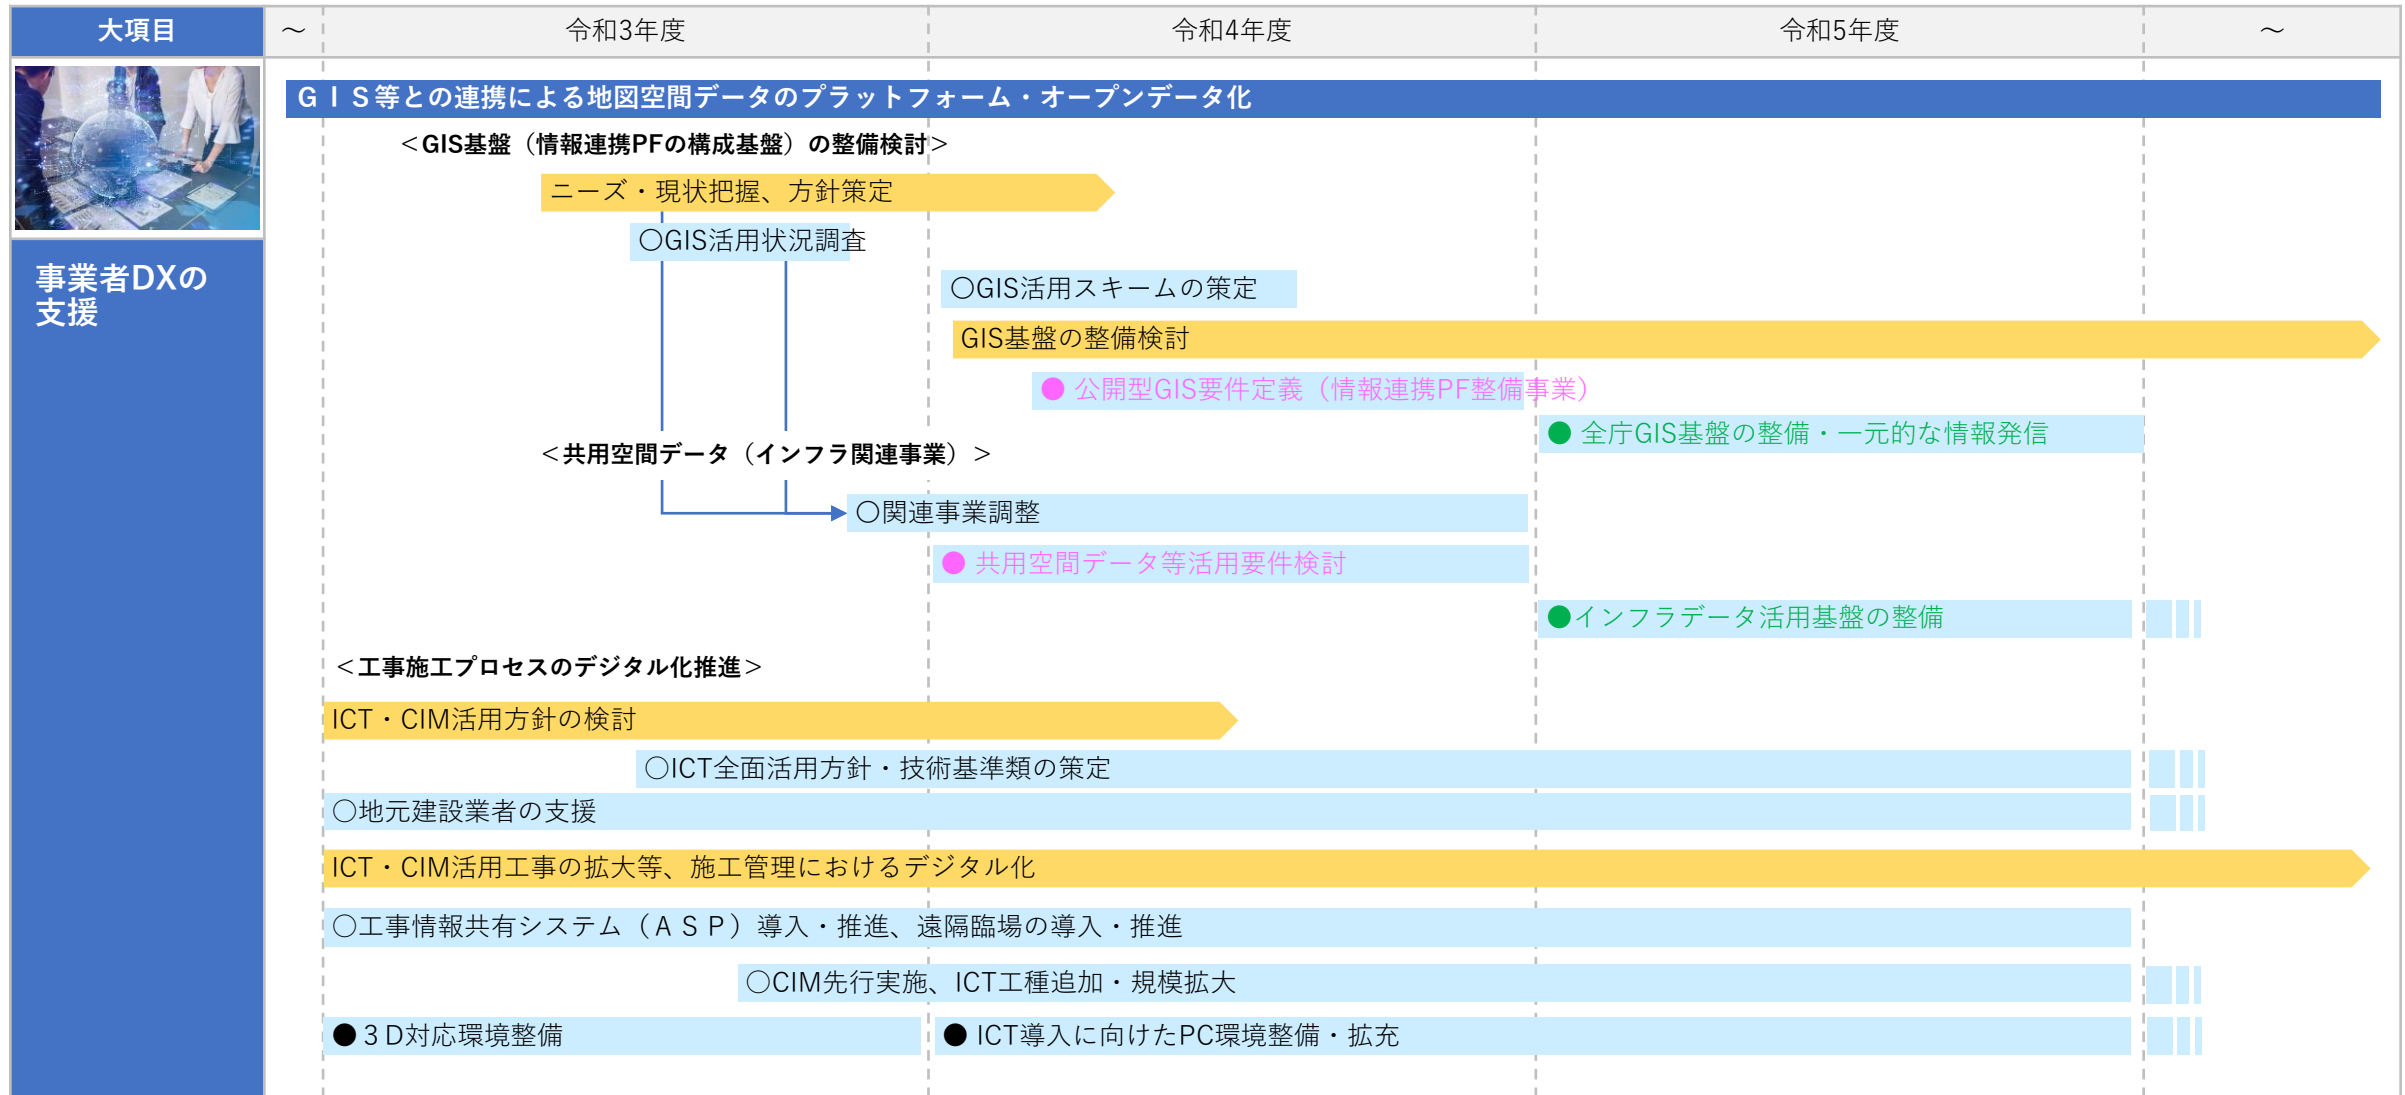 大項目
～
令和3年度
令和4年度
令和5年度
～
ＧＩＳ等との連携による地図空間データのプラットフォーム・オープンデータ化
＜GIS基盤（情報連携PFの構成基盤）の整備検討＞
ニーズ・現状把握、方針策定
〇GIS活用状況調査
事業者DXの
支援
〇GIS活用スキームの策定
GIS基盤の整備検討
● 公開型GIS要件定義（情報連携PF整備事業）
● 全庁GIS基盤の整備・一元的な情報発信
＜共用空間データ（インフラ関連事業）＞
〇関連事業調整
● 共用空間データ等活用要件検討
●インフラデータ活用基盤の整備
＜工事施工プロセスのデジタル化推進＞
ICT・CIM活用方針の検討
〇ICT全面活用方針・技術基準類の策定
〇地元建設業者の支援
ICT・CIM活用工事の拡大等、施工管理におけるデジタル化
〇工事情報共有システム（ＡＳＰ）導入・推進、遠隔臨場の導入・推進
〇CIM先行実施、ICT工種追加・規模拡大
●３D対応環境整備
● ICT導入に向けたPC環境整備・拡充